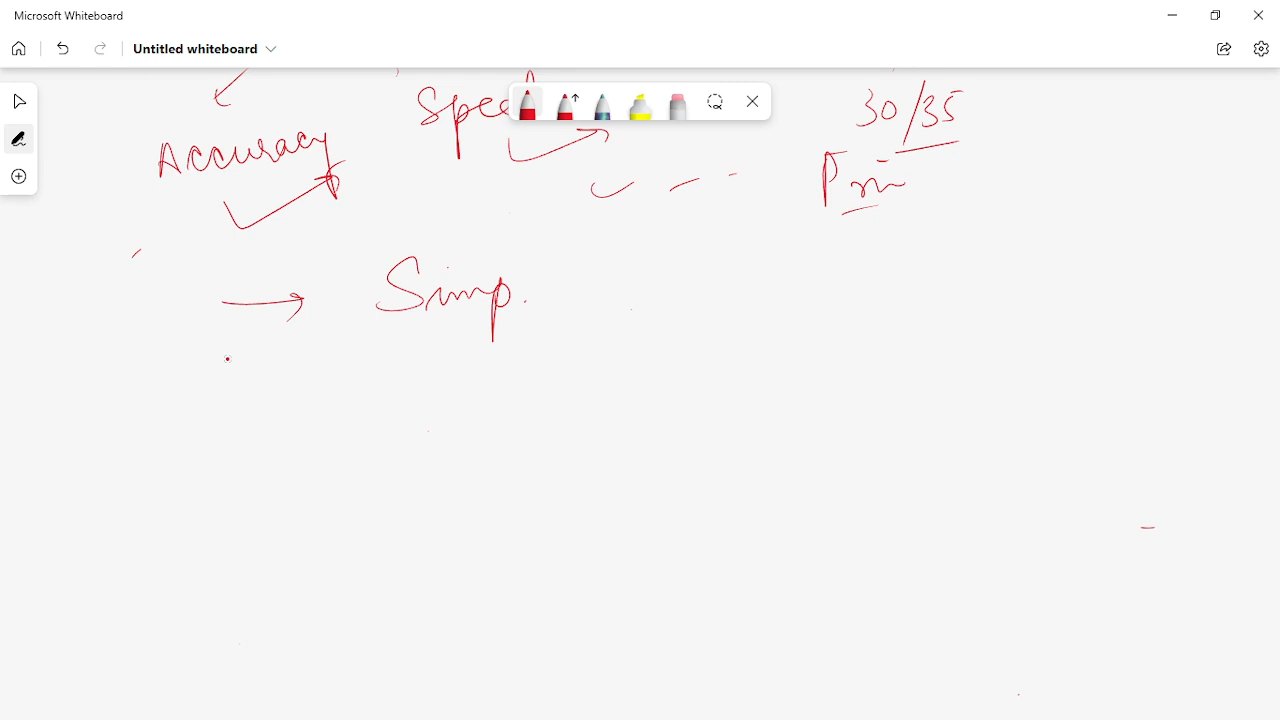 Microsoft Whiteboard
Untitled whiteboard
30/35
Accuracy
→ Simp.